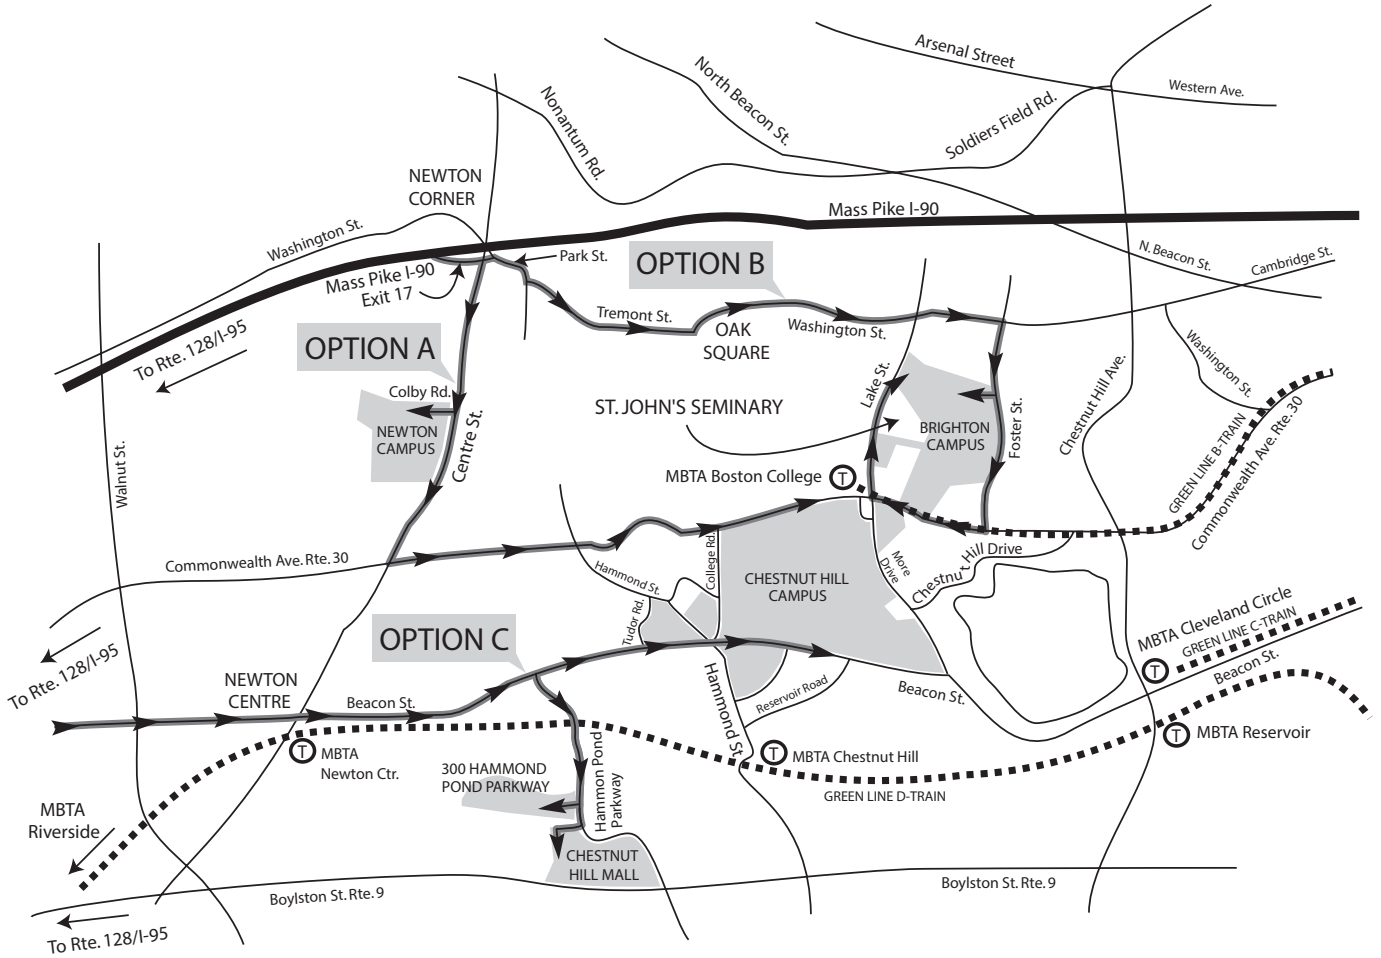 Arsenal Street
Western Ave.
North Beacon St.
Nonantum Rd.
Soldiers Field Rd.
NEWTON
CORNER
Mass Pike I-90
Washington St.
Park St.
OPTION B
N. Beacon St.
Cambridge St.
Mass Pike I-90
Exit 17
Tremont St.
OAK
SQUARE
Washington St.
To Rte. 128/I-95
OPTION A
Colby Rd.
NEWTON
CAMPUS
Centre St.
ST. JOHN'S SEMINARY
Lake St.
BRIGHTON
CAMPUS
Foster St.
Chestnut Hill Ave.
Washington St.
GREEN LINE B-TRAIN
Commonwealth Ave. Rte. 30
Walnut St.
MBTA Boston College
T
Commonwealth Ave. Rte. 30
Hammond St.
College Rd.
CHESTNUT HILL
CAMPUS
More
Drive
Chestnut Hill Drive
Tudor Rd.
OPTION C
To Rte. 128/I-95
NEWTON
CENTRE
Beacon St.
Hammond St.
Reservoir Road
Beacon St.
MBTA Cleveland Circle
GREEN LINE C-TRAIN
T
Beacon St.
T
MBTA Reservoir
T
MBTA
Newton Ctr.
T
MBTA Chestnut Hill
GREEN LINE D-TRAIN
300 HAMMOND
POND PARKWAY
Hammon Pond
Parkway
MBTA
Riverside
CHESTNUT
HILL MALL
Boylston St. Rte. 9
Boylston St. Rte. 9
To Rte. 128/I-95